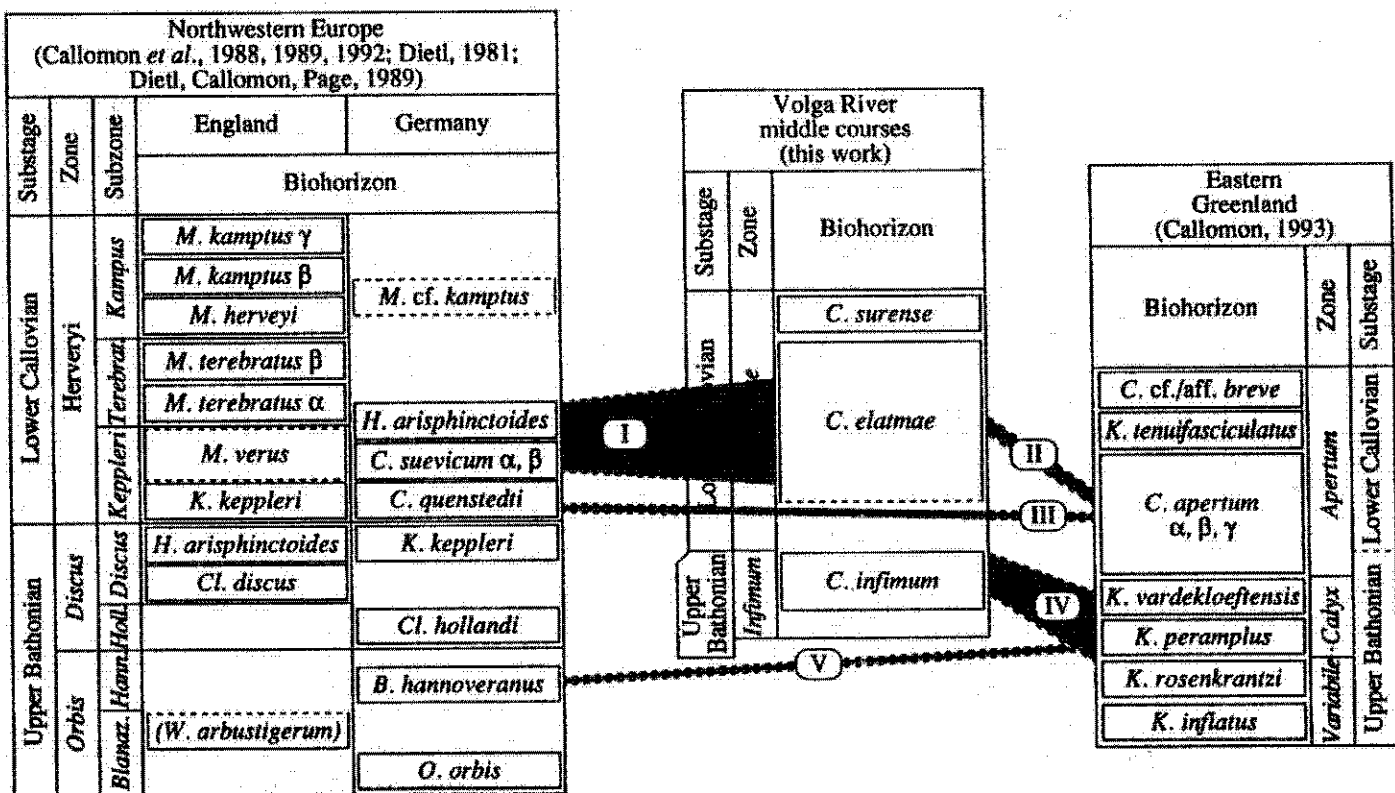 Northwestern Europe
(Callomon et al., 1988, 1989, 1992; Dietl, 1981;
Dietl, Callomon, Page, 1989)
Substage
Zone
Subzone
England
Germany
Biohorizon
Lower Callovian
Upper Bathonian
Herveryi
Discus
Orbis
Kampus
Terebrat.
Keppleri
Discus
Holl.
Hann.
Blanaz.
M. kamptus γ
M. kamptus β
M. herveyi
M. terebratus β
M. terebratus α
M. verus
K. keppleri
H. arisphinctoides
Cl. discus
(W. arbustigerum)
M. cf. kamptus
H. arisphinctoides
C. suevicum α, β
C. quenstedti
K. keppleri
Cl. hollandi
B. hannoveranus
O. orbis
I
II
III
IV
V
Volga River
middle courses
(this work)
Substage
Zone
Biohorizon
Upper
Bathonian
Infimum
C. surense
C. elatmae
C. infimum
Eastern
Greenland
(Callomon, 1993)
Biohorizon
Zone
Substage
C. cf./aff. breve
K. tenuifasciculatus
C. apertum
α, β, γ
K. vardekloeftensis
K. peramplus
K. rosenkrantzi
K. inflatus
Apertum
Calyx
Variabile
Lower Callovian
Upper Bathonian